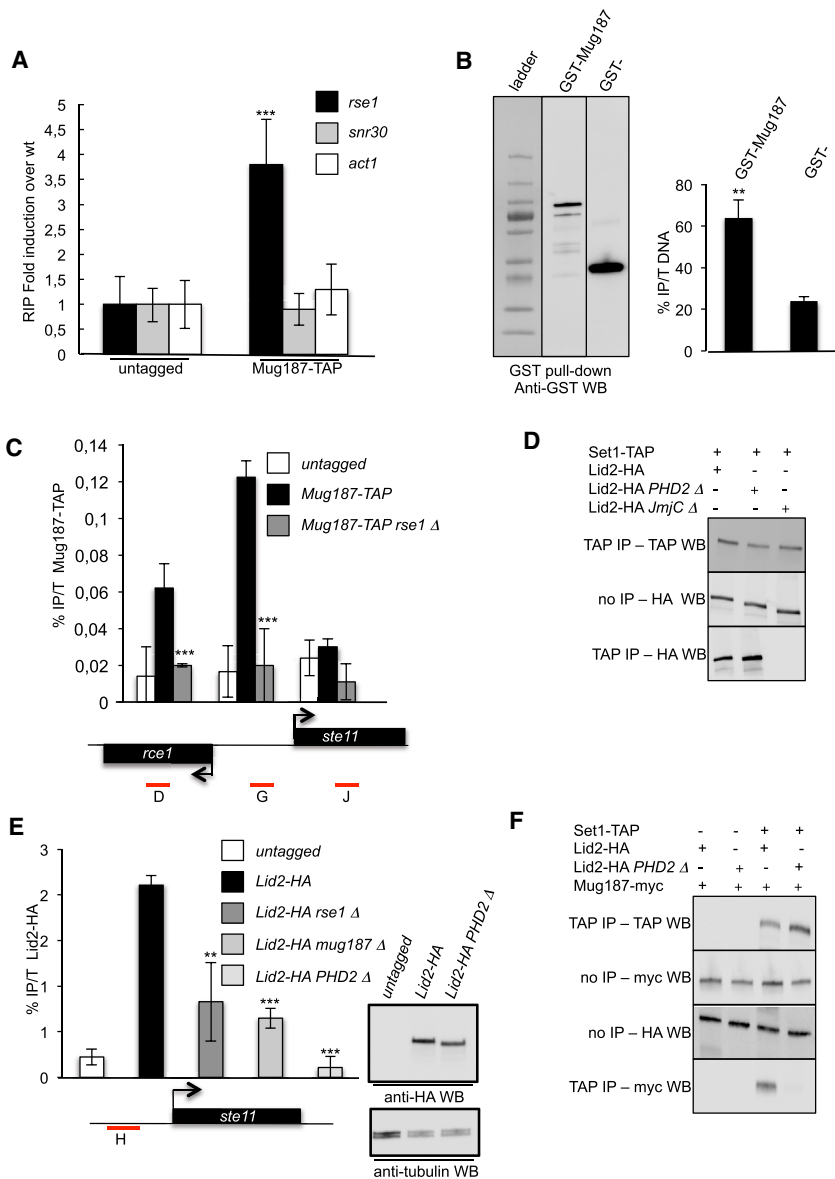 A
RIP Fold induction over wt
5
4,5
4
3,5
3
2,5
2
1,5
1
0,5
0
***
rse1
snr30
act1
untagged
Mug187-TAP
B
ladder
GST-Mug187
GST-
GST pull-down
Anti-GST WB
GST-Mug187
GST-
% IP/T DNA
80
60
40
20
0
**
C
% IP/T Mug187-TAP
0,14
0,12
0,1
0,08
0,06
0,04
0,02
0
untagged
Mug187-TAP
Mug187-TAP rse1 Δ
***
***
rce1
ste11
D
G
J
D
Set1-TAP + + +
Lid2-HA + - -
Lid2-HA PHD2 Δ - + -
Lid2-HA JmjC Δ - - +
TAP IP – TAP WB
no IP – HA WB
TAP IP – HA WB
E
% IP/T Lid2-HA
3
2
2
1
1
0
untagged
Lid2-HA
Lid2-HA rse1 Δ
Lid2-HA mug187 Δ
Lid2-HA PHD2 Δ
**
***
***
ste11
H
untagged
Lid2-HA
Lid2-HA PHD2 Δ
anti-HA WB
anti-tubulin WB
F
Set1-TAP - - + +
Lid2-HA + - + -
Lid2-HA PHD2 Δ - + - +
Mug187-myc + + + +
TAP IP – TAP WB
no IP – myc WB
no IP – HA WB
TAP IP – myc WB